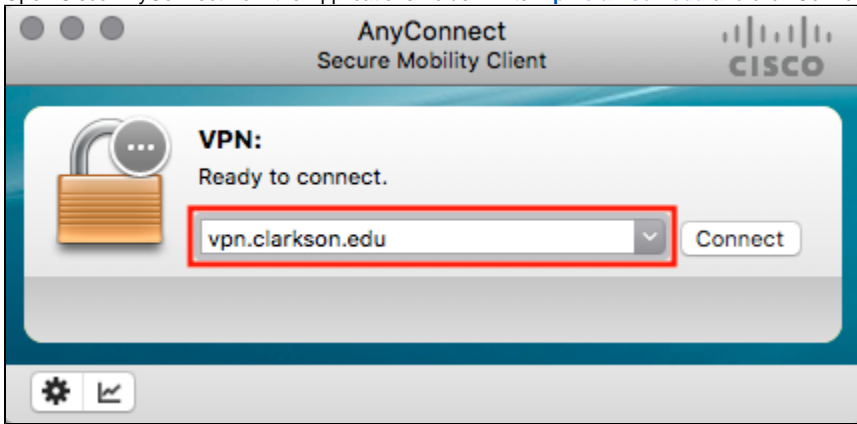 AnyConnect
Secure Mobility Client
CISCO
VPN:
Ready to connect.
vpn.clarkson.edu
Connect